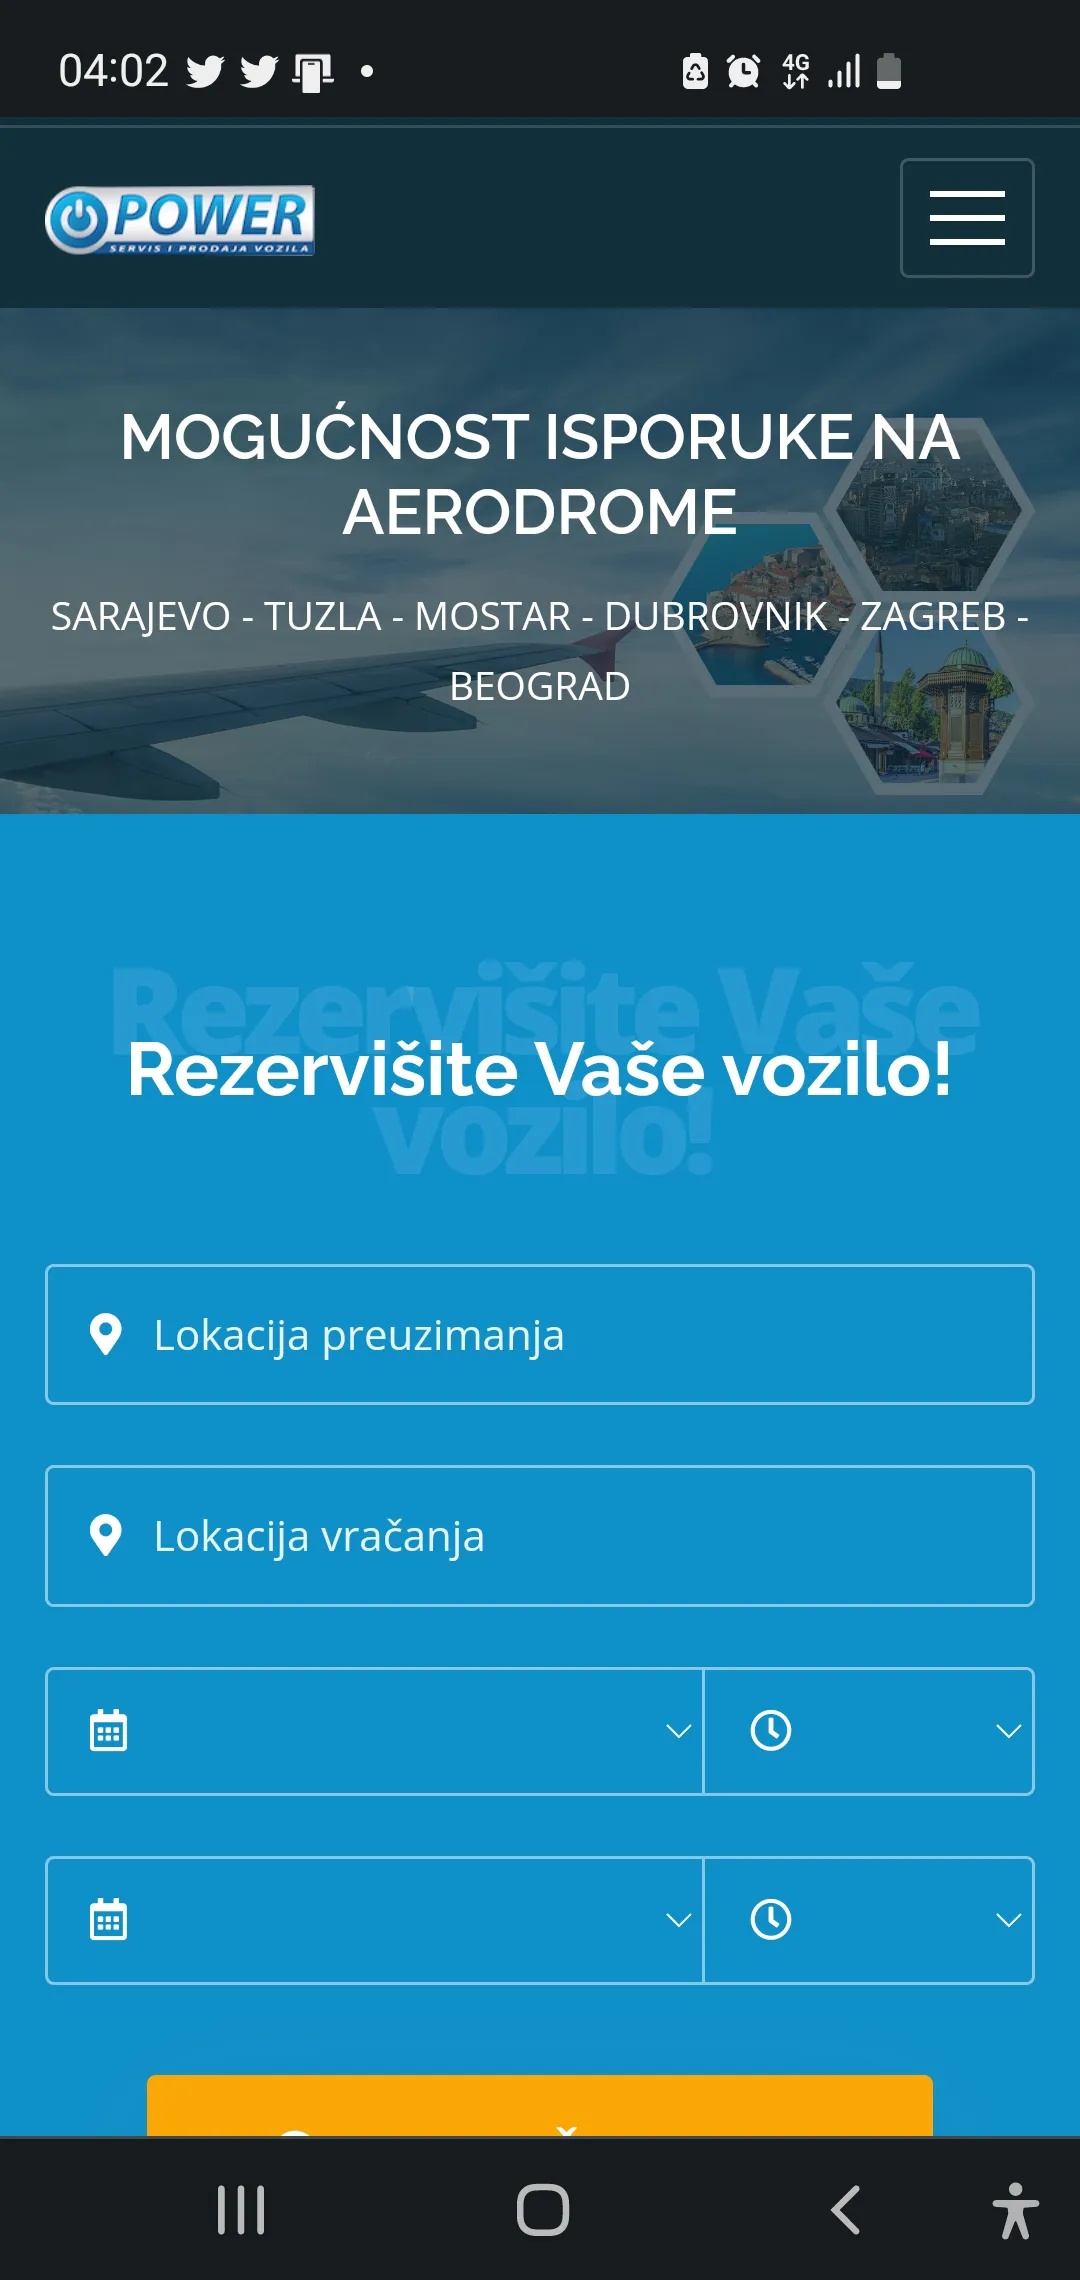 04:02
4G
POWER
SERVIS I PRODAJA VOZILA
MOGUĆNOST ISPORUKE NA
AERODROME
SARAJEVO - TUZLA - MOSTAR - DUBROVNIK - ZAGREB -
BEOGRAD
Rezervišite Vaše
vozilo!
Rezervišite Vaše vozilo!
Lokacija preuzimanja
Lokacija vračanja